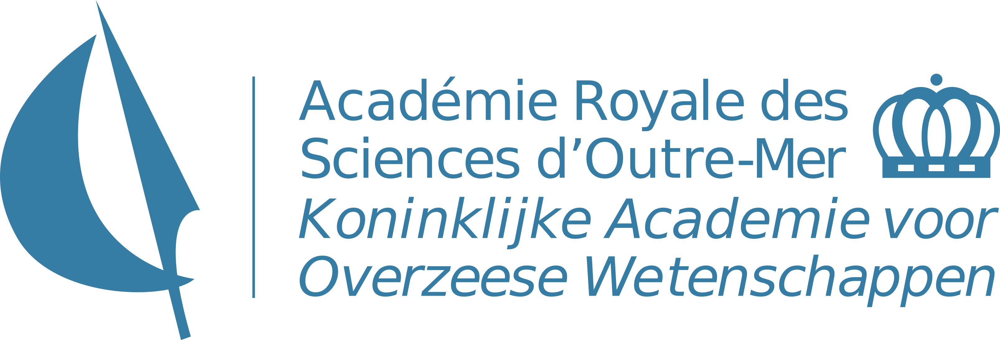 Académie Royale des
Sciences d’Outre-Mer
Koninklijke Academie voor
Overzeese Wetenschappen